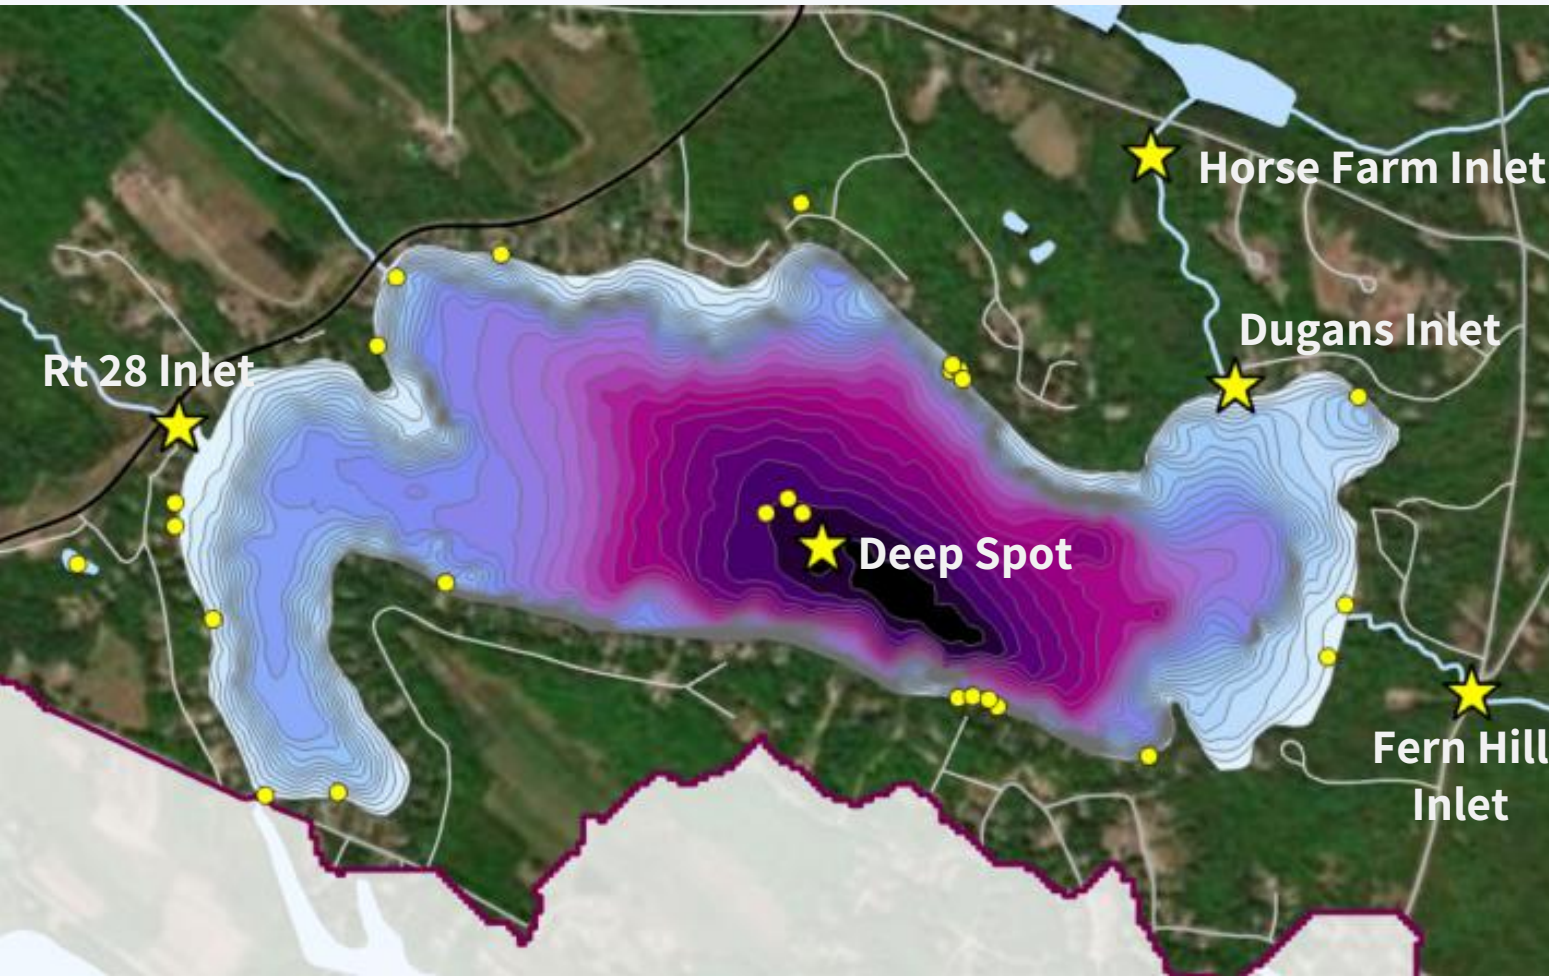 Horse Farm Inlet
Dugans Inlet
Rt 28 Inlet
Deep Spot
Fern Hill
Inlet